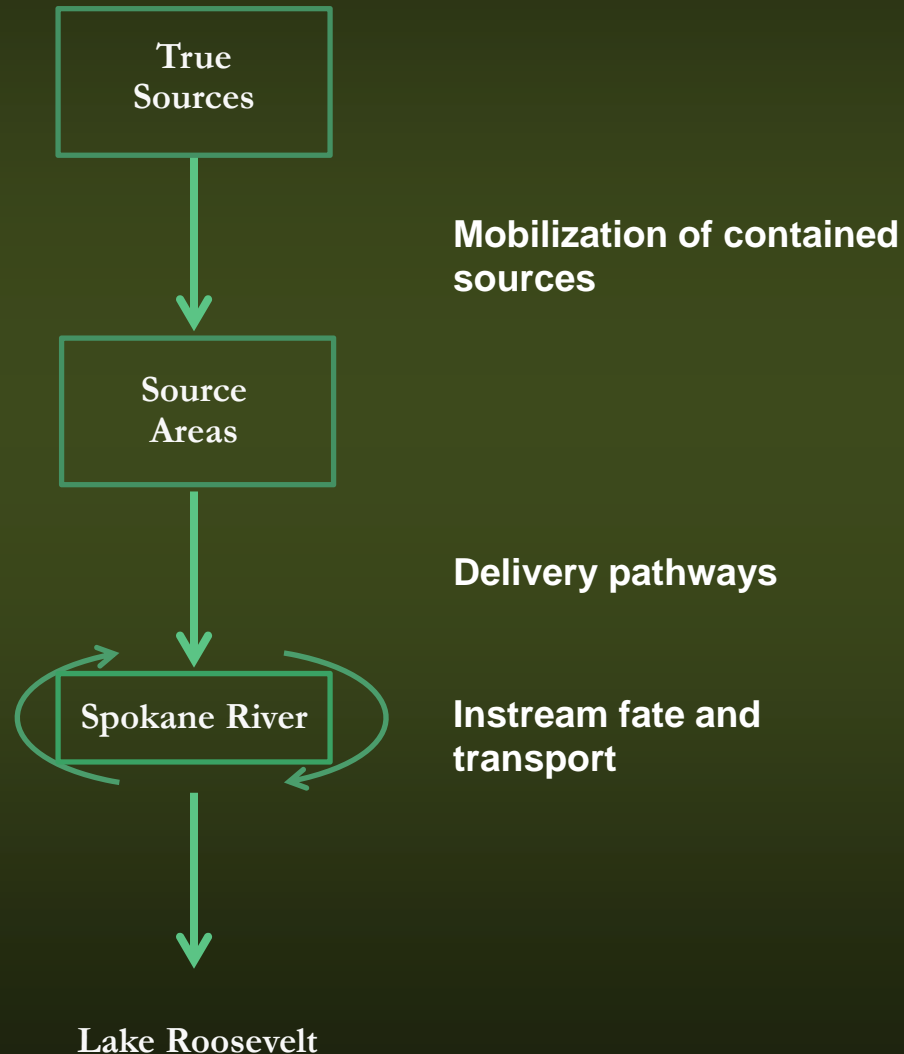 True
Sources
Mobilization of contained
sources
Source
Areas
Delivery pathways
Spokane River
Instream fate and
transport
Lake Roosevelt